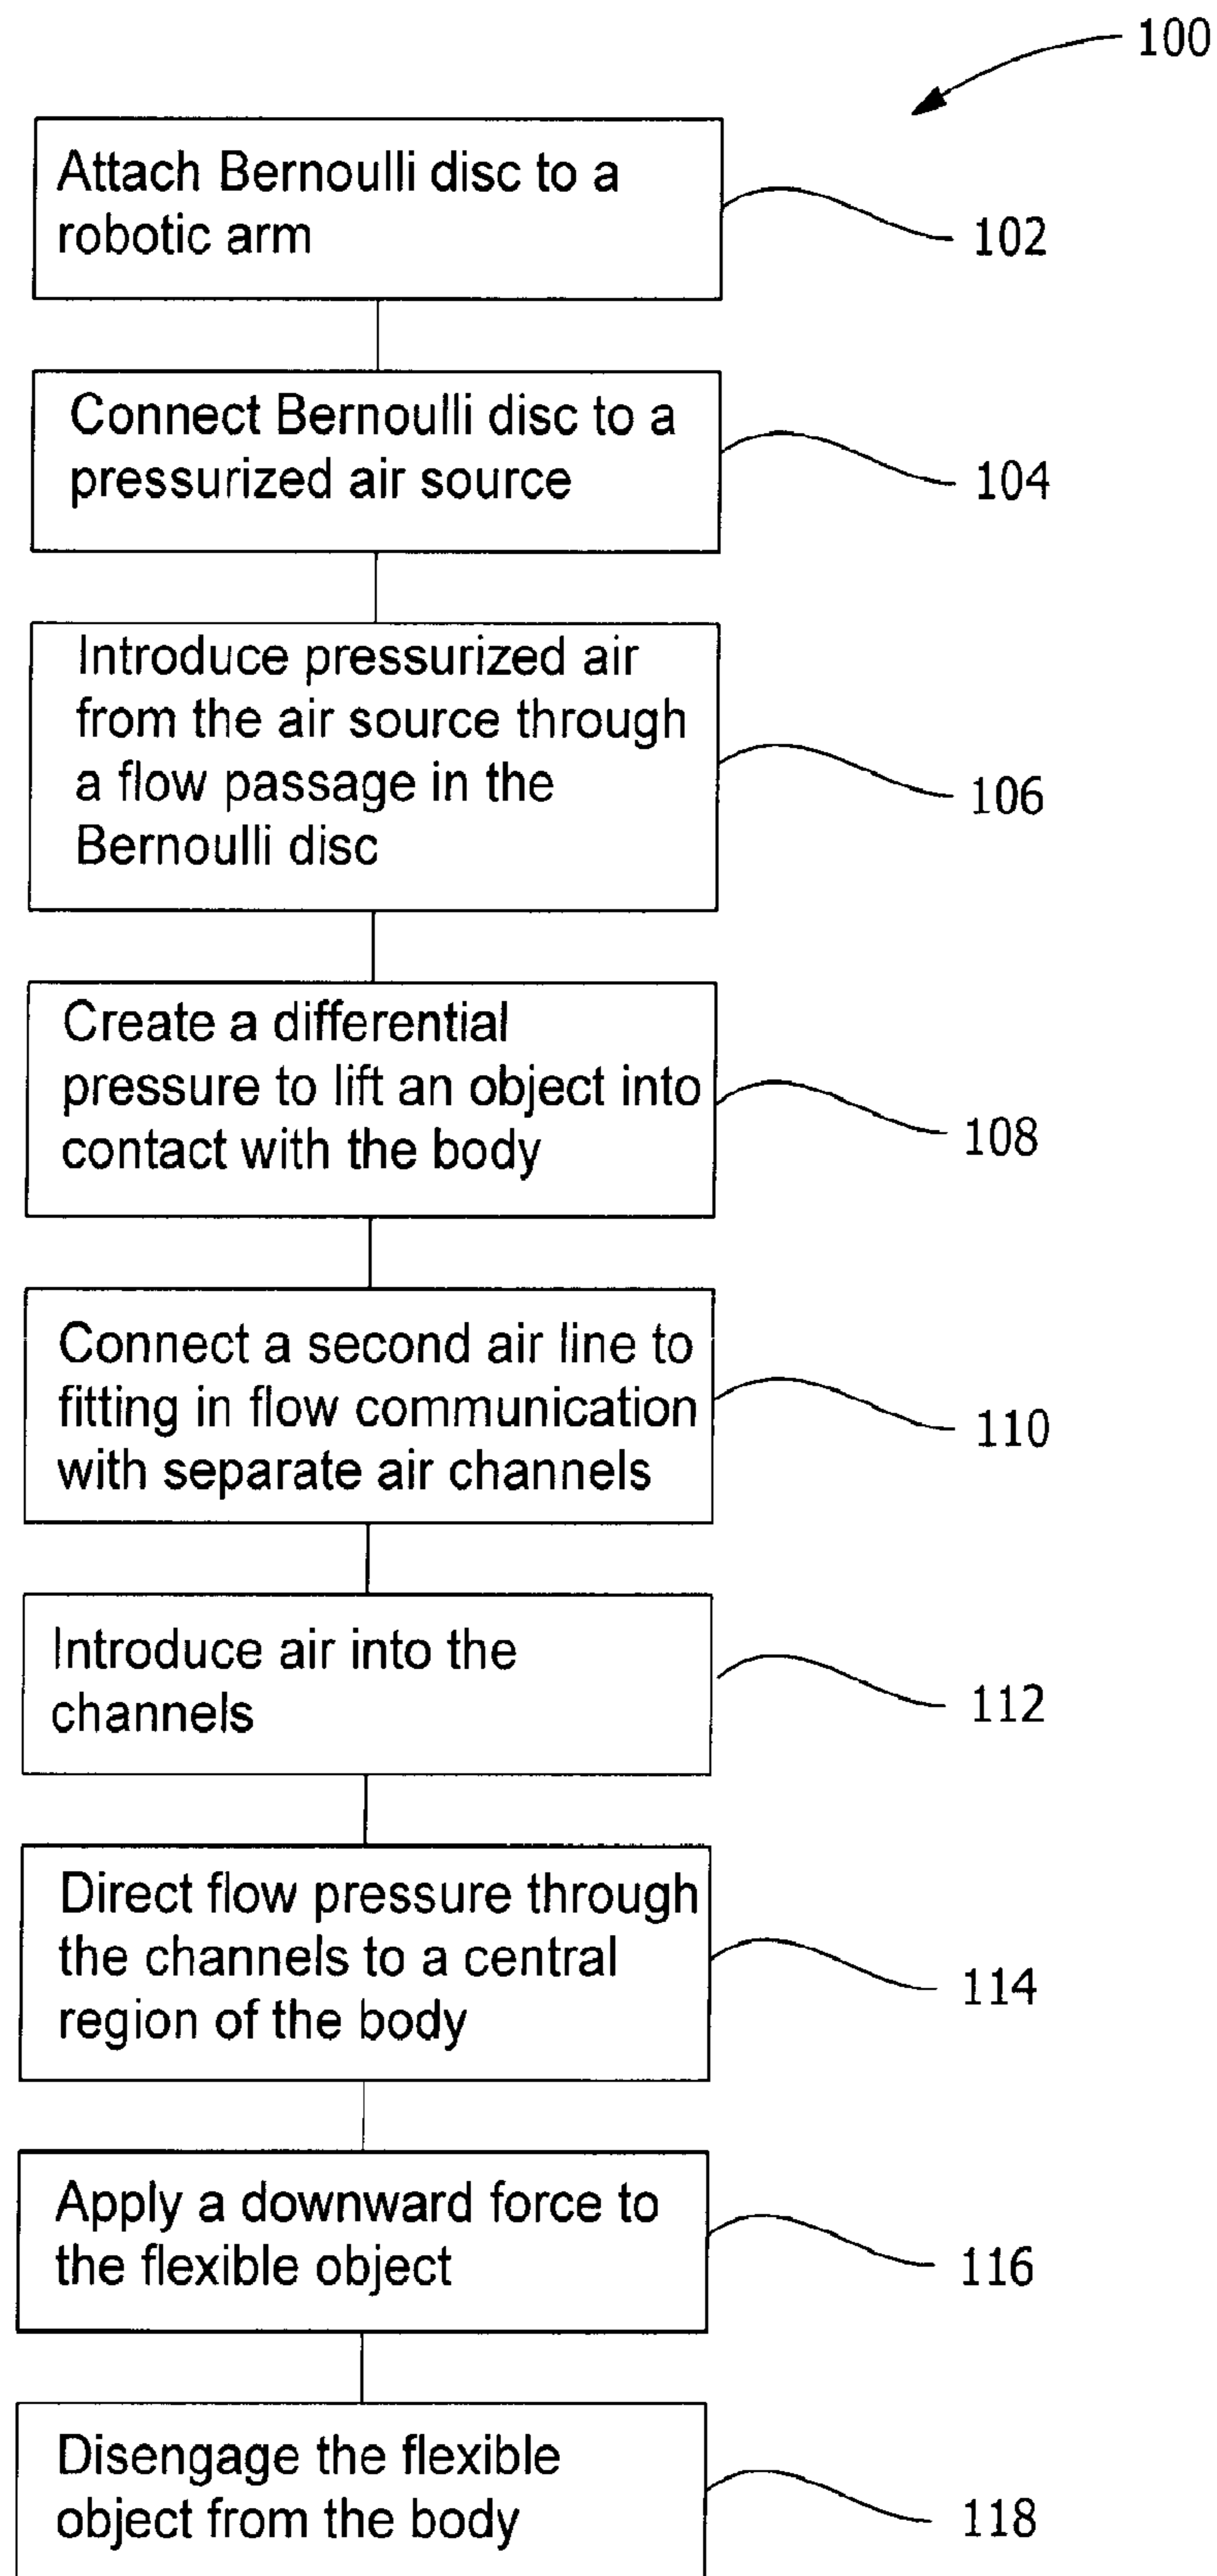 100
Attach Bernoulli disc to a
robotic arm
102
Connect Bernoulli disc to a
pressurized air source
104
Introduce pressurized air
from the air source through
a flow passage in the
Bernoulli disc
106
Create a differential
pressure to lift an object into
contact with the body
108
Connect a second air line to
fitting in flow communication
with separate air channels
110
Introduce air into the
channels
112
Direct flow pressure through
the channels to a central
region of the body
114
Apply a downward force to
the flexible object
116
Disengage the flexible
object from the body
118